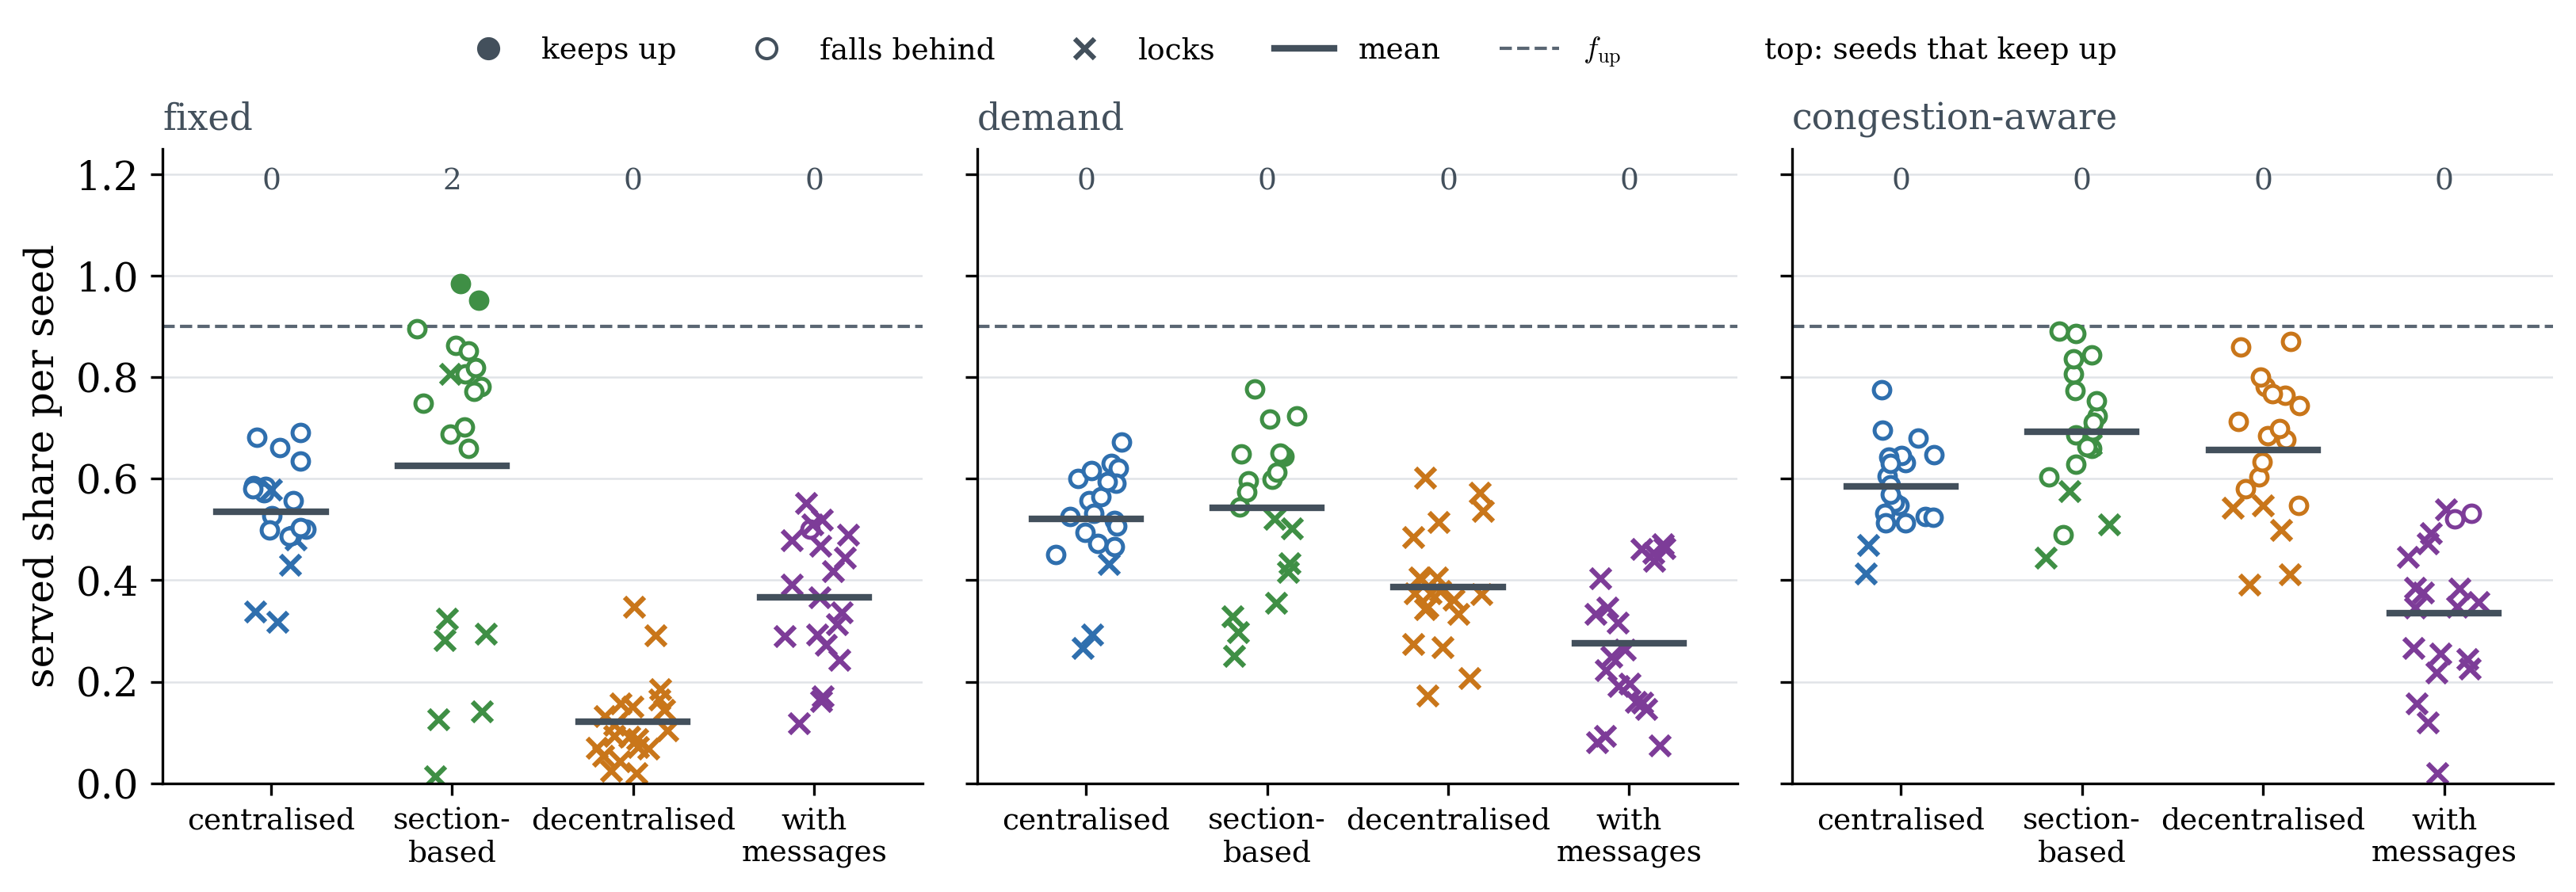 keeps up falls behind locks mean f_up top: seeds that keep up
fixed demand congestion-aware
served share per seed
1.2
1.0
0.8
0.6
0.4
0.2
0.0
0 2 0 0 0 0 0 0 0 0 0 0
centralised section- decentralised with centralised section- decentralised with centralised section- decentralised with
based messages based messages based messages